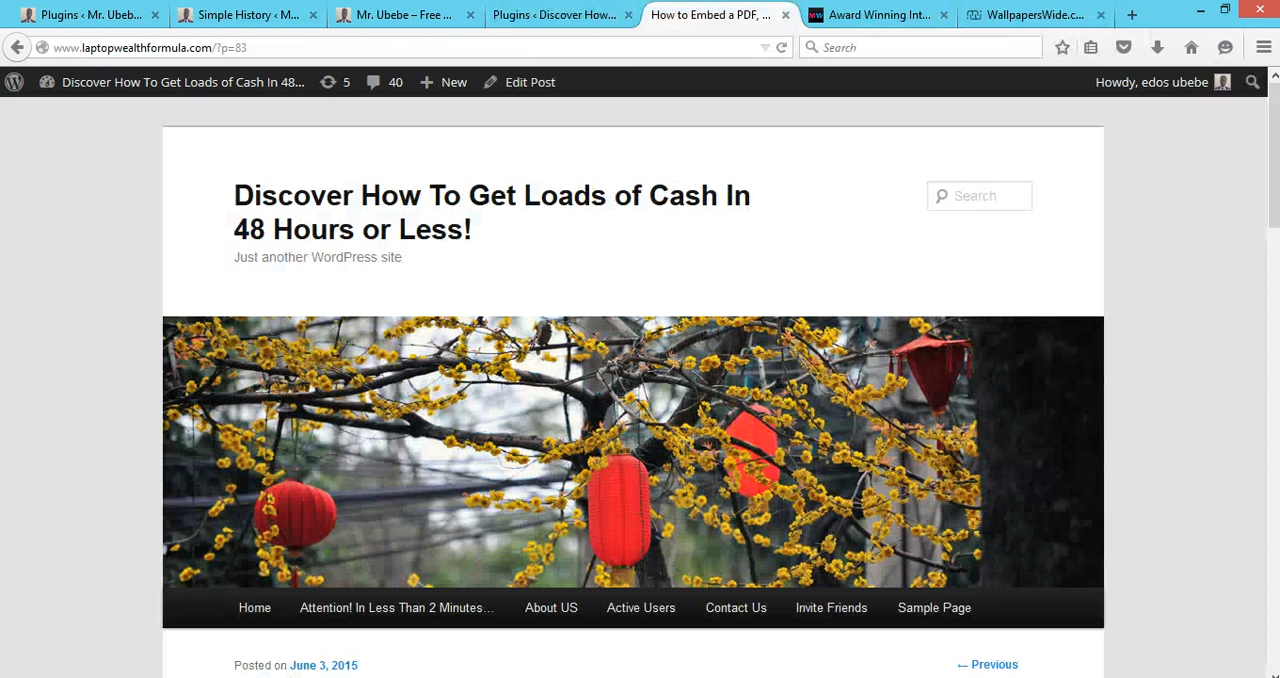 Plugins ‹ Mr. Ubeb...
Simple History ‹ M...
Mr. Ubebe – Free ...
Plugins ‹ Discover How...
How to Embed a PDF, ...
Award Winning Int...
WallpapersWide.c...
www.laptopwealthformula.com/?p=83
Search
Discover How To Get Loads of Cash In 48...
5
40
New
Edit Post
Howdy, edos ubebe
Discover How To Get Loads of Cash In
48 Hours or Less!
Search
Just another WordPress site
Home
Attention! In Less Than 2 Minutes...
About US
Active Users
Contact Us
Invite Friends
Sample Page
Posted on June 3, 2015
← Previous